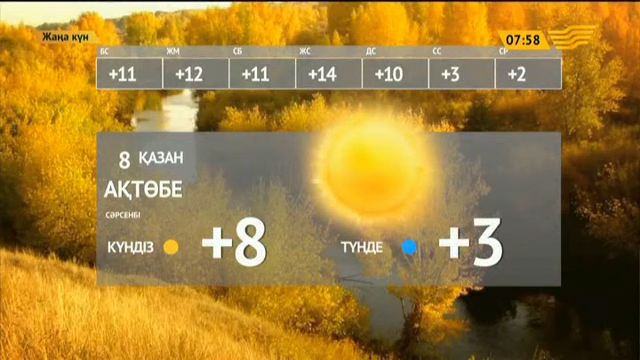 Жаңа күн
07:58
БС ЖМ СБ ЖС ДС СС СР
+11 +12 +11 +14 +10 +3 +2
8 ҚАЗАН
АҚТӨБЕ
СӘРСЕНБІ
КҮНДІЗ +8 ТҮНДЕ +3